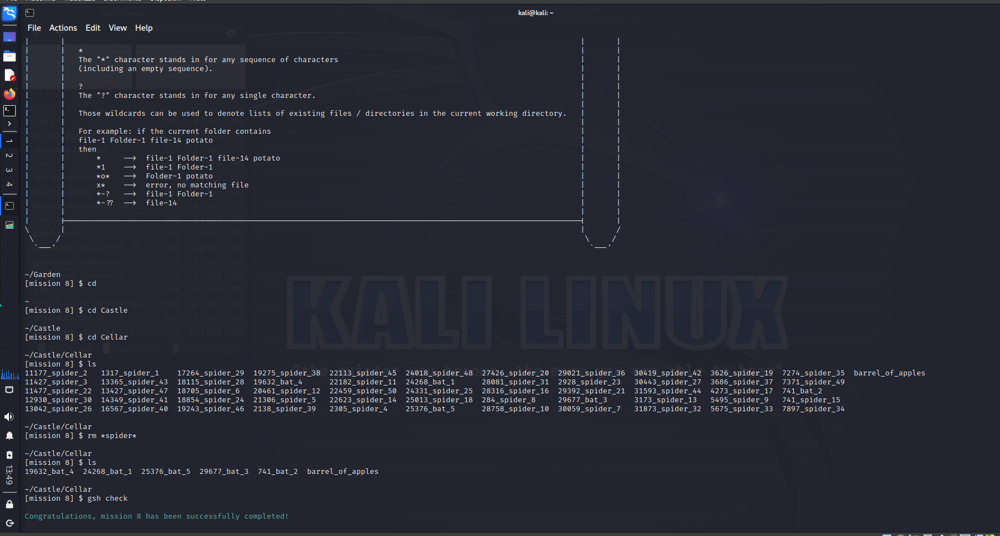 kali@kali: ~
File Actions Edit View Help
*
The "*" character stands in for any sequence of characters
(including an empty sequence).
?
The "?" character stands in for any single character.
Those wildcards can be used to denote lists of existing files / directories in the current working directory.
For example: if the current folder contains
file-1 Folder-1 file-14 potato
then
* —> file-1 Folder-1 file-14 potato
*1 —> file-1 Folder-1
*o* —> Folder-1 potato
x* —> error, no matching file
*-? —> file-1 Folder-1
*-?? —> file-14
~/Garden
[mission 8] $ cd
~
[mission 8] $ cd Castle
~/Castle
[mission 8] $ cd Cellar
~/Castle/Cellar
[mission 8] $ ls
11177_spider_2 1317_spider_1 17264_spider_29 19275_spider_38 22113_spider_45 24018_spider_48 27426_spider_20 29021_spider_36 30419_spider_42 3626_spider_19 7274_spider_35 barrel_of_apples
11427_spider_3 13365_spider_43 18115_spider_28 19632_bat_4 22182_spider_11 24268_bat_1 28081_spider_31 2928_spider_23 30443_spider_27 3686_spider_37 7371_spider_49
11477_spider_22 13427_spider_47 18705_spider_6 20461_spider_12 22459_spider_50 24331_spider_25 28316_spider_16 29392_spider_21 31593_spider_44 4273_spider_17 741_bat_2
12930_spider_30 14349_spider_41 18854_spider_24 21306_spider_5 22623_spider_14 25013_spider_18 284_spider_8 29677_bat_3 3173_spider_13 5495_spider_9 741_spider_15
13042_spider_26 16567_spider_40 19243_spider_46 2138_spider_39 2305_spider_4 25376_bat_5 28758_spider_10 30059_spider_7 31873_spider_32 5675_spider_33 7897_spider_34
~/Castle/Cellar
[mission 8] $ rm *spider*
~/Castle/Cellar
[mission 8] $ ls
19632_bat_4 24268_bat_1 25376_bat_5 29677_bat_3 741_bat_2 barrel_of_apples
~/Castle/Cellar
[mission 8] $ gsh check
Congratulations, mission 8 has been successfully completed!
KALI LINUX
1
2
3
4
13:49